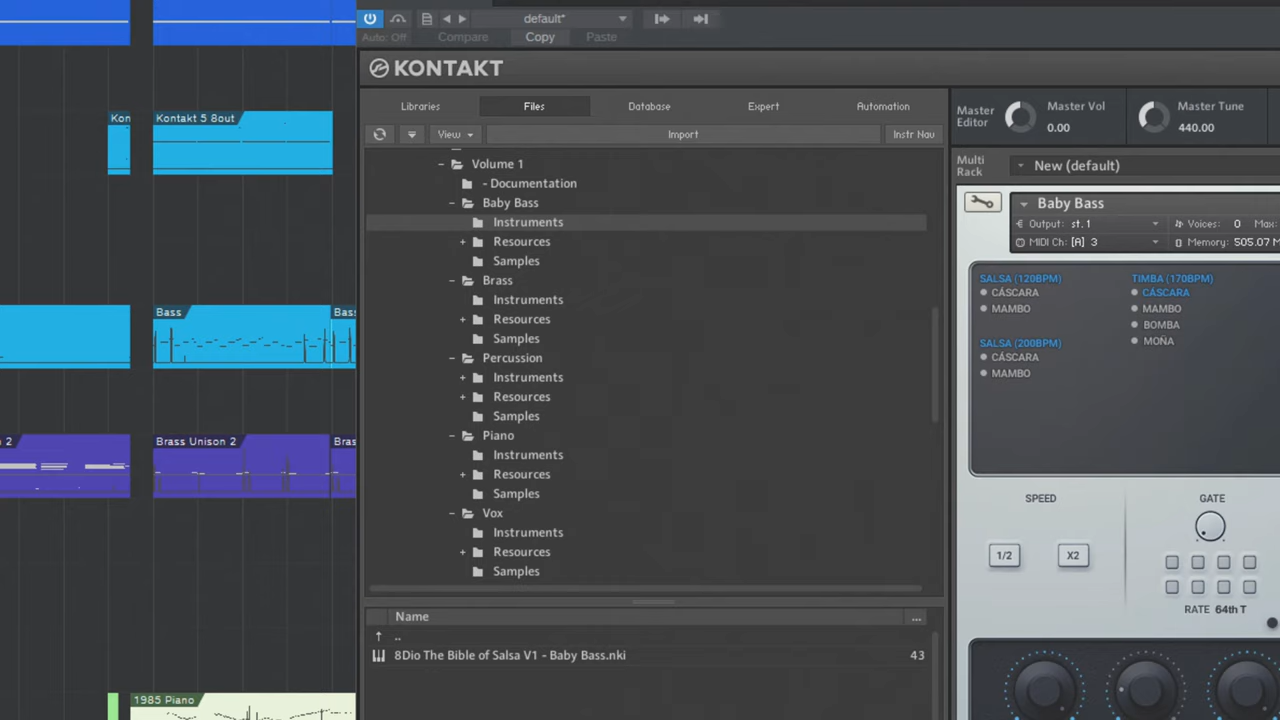 default*
Auto: Off
Compare
Copy
Paste
KONTAKT
Libraries
Files
Database
Expert
Automation
View
Import
Instr Nav
Volume 1
- Documentation
Baby Bass
Instruments
Resources
Samples
Brass
Instruments
Resources
Samples
Percussion
Instruments
Resources
Samples
Piano
Instruments
Resources
Samples
Vox
Instruments
Resources
Samples
Name
...
..
8Dio The Bible of Salsa V1 - Baby Bass.nki
43
Master
Editor
Master Vol
0.00
Master Tune
440.00
Multi
Rack
New (default)
Baby Bass
Output: st.1
Voices: 0 Max:
MIDI Ch: [A] 3
Memory: 505.07 M
SALSA (120BPM)
CÁSCARA
MAMBO
SALSA (200BPM)
CÁSCARA
MAMBO
TIMBA (170BPM)
CÁSCARA
MAMBO
BOMBA
MOÑA
SPEED
1/2
X2
GATE
RATE 64th T
Kon
Kontakt 5 8out
Bass
Bass
2
Brass Unison 2
Bras
1985 Piano